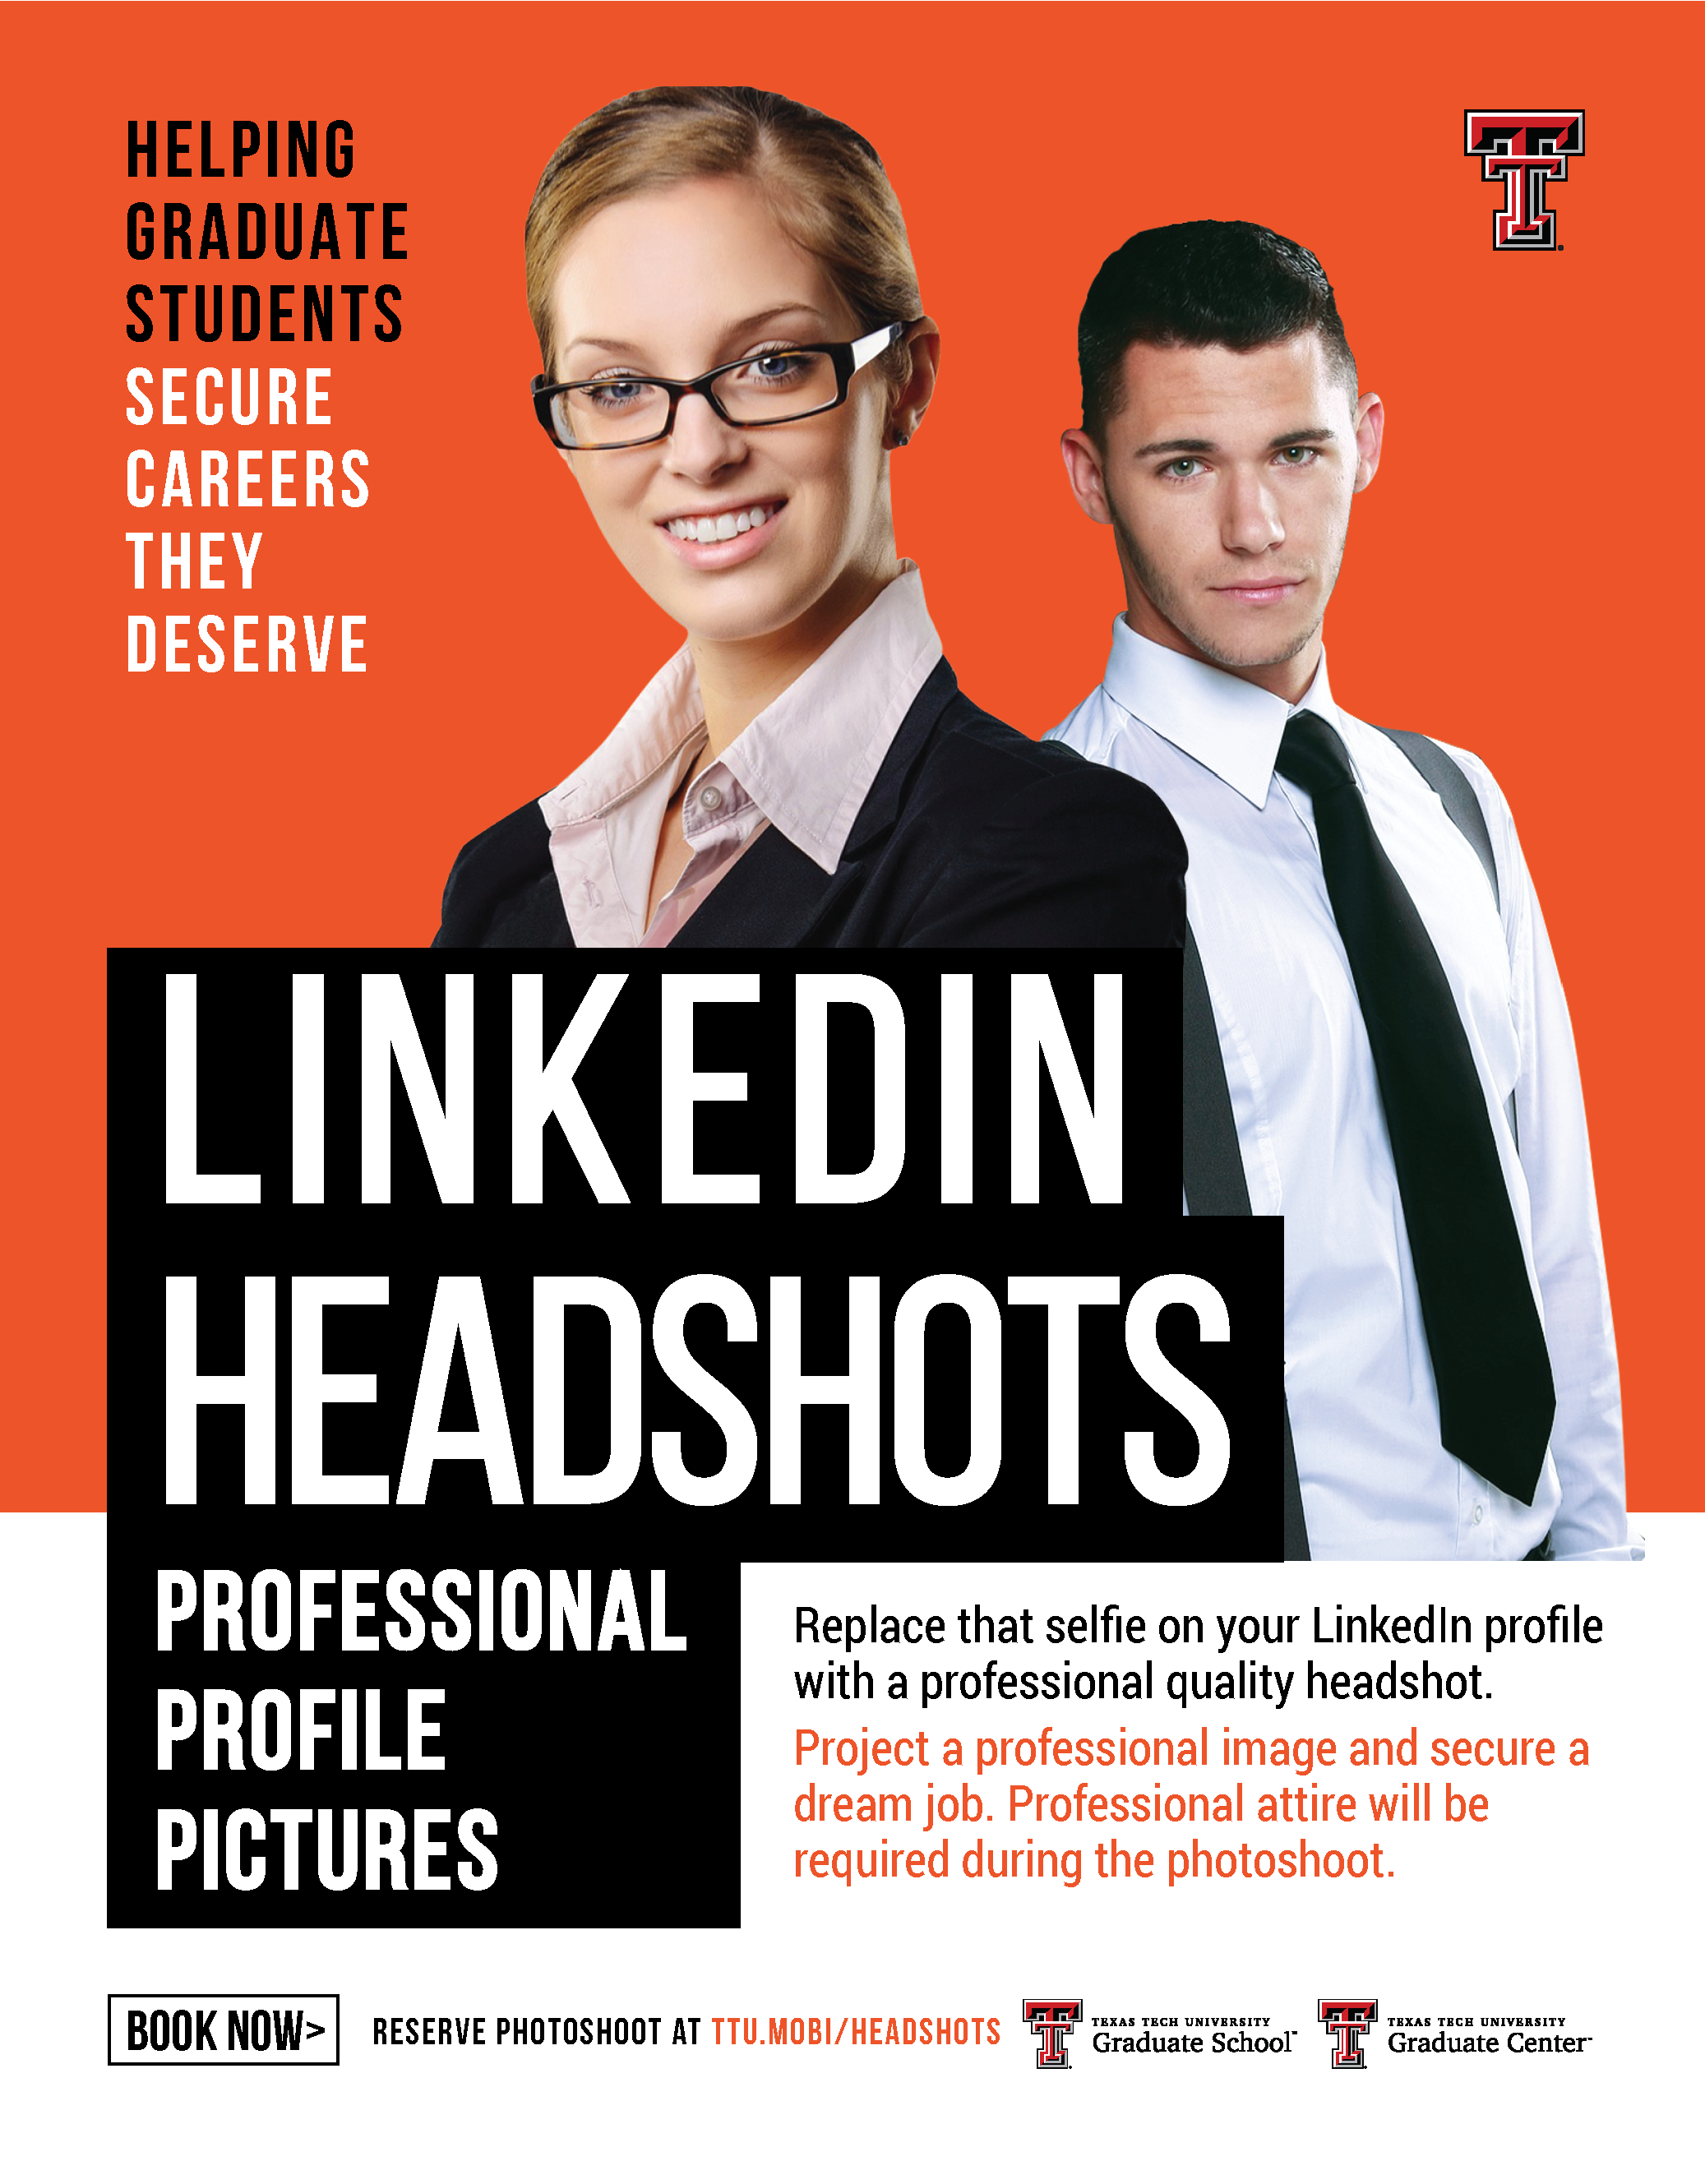 HELPING
GRADUATE
STUDENTS
SECURE
CAREERS
THEY
DESERVE
LINKEDIN
HEADSHOTS
PROFESSIONAL
PROFILE
PICTURES
Replace that selfie on your LinkedIn profile
with a professional quality headshot.
Project a professional image and secure a
dream job. Professional attire will be
required during the photoshoot.
BOOK NOW>
RESERVE PHOTOSHOOT AT TTU.MOBI/HEADSHOTS
TEXAS TECH UNIVERSITY
Graduate School™
TEXAS TECH UNIVERSITY
Graduate Center